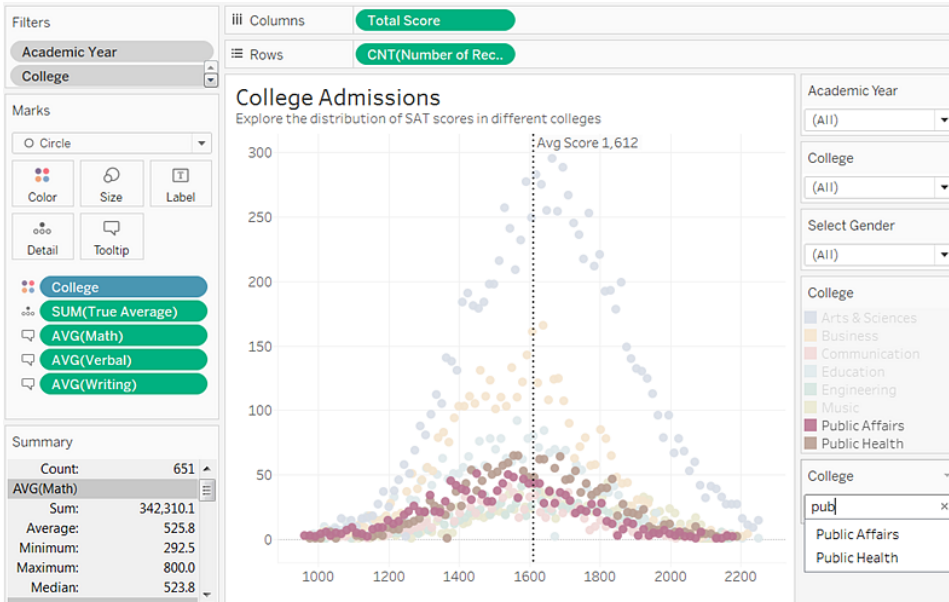 Filters
Academic Year
College
Marks
Circle
Color
Size
Label
Detail
Tooltip
College
SUM(True Average)
AVG(Math)
AVG(Verbal)
AVG(Writing)
Summary
Count: 651
AVG(Math)
Sum: 342,310.1
Average: 525.8
Minimum: 292.5
Maximum: 800.0
Median: 523.8
Columns
Total Score
Rows
CNT(Number of Rec..
College Admissions
Explore the distribution of SAT scores in different colleges
Avg Score 1,612
300
250
200
150
100
50
0
1000 1200 1400 1600 1800 2000 2200
Academic Year
(All)
College
(All)
Select Gender
(All)
College
Arts & Sciences
Business
Communication
Education
Engineering
Music
Public Affairs
Public Health
College
pub
Public Affairs
Public Health